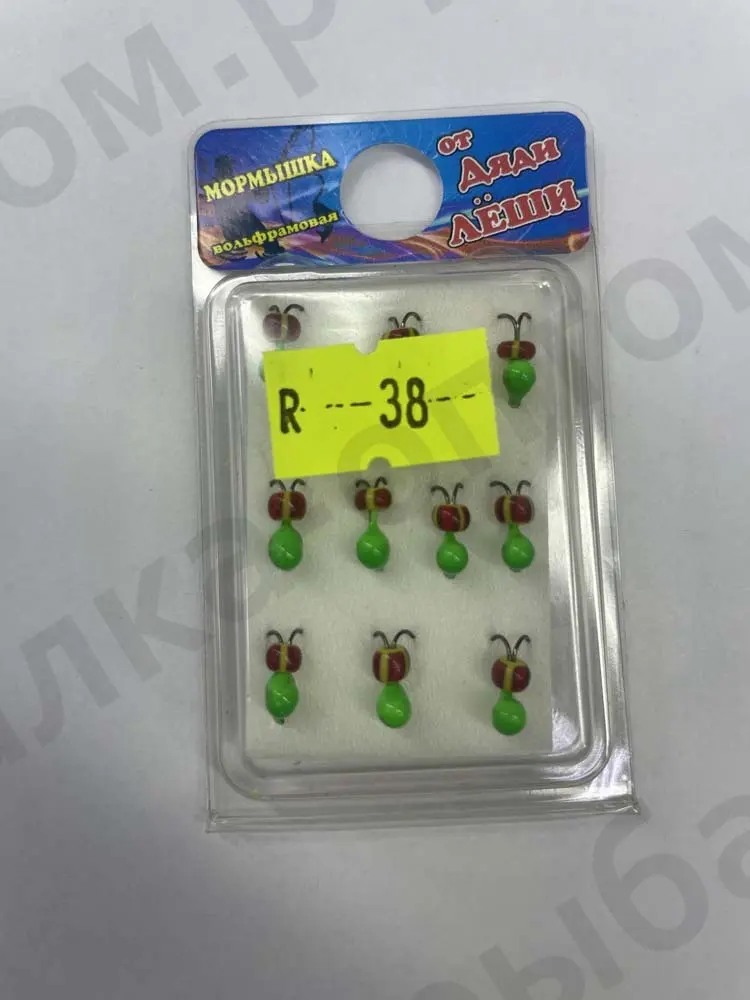 МОРМЫШКА
вольфрамовая
от
Дяди
ЛЁШИ
R ---38---